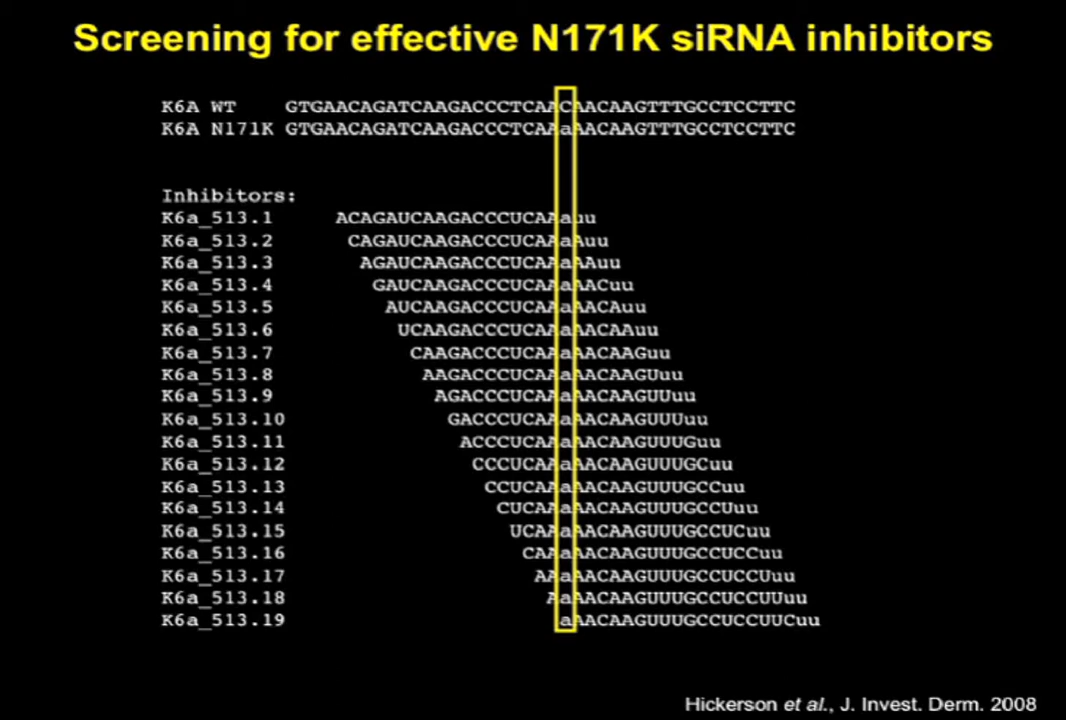 Screening for effective N171K siRNA inhibitors
K6A WT GTGAACAGATCAAGACCCTCAACAACAAGTTTGCCTCCTTC
K6A N171K GTGAACAGATCAAGACCCTCAAaAACAAGTTTGCCTCCTTC
Inhibitors:
K6a_513.1 ACAGAUCAAGACCCUCAAauu
K6a_513.2 CAGAUCAAGACCCUCAAaAuu
K6a_513.3 AGAUCAAGACCCUCAAaAAuu
K6a_513.4 GAUCAAGACCCUCAAaAACuu
K6a_513.5 AUCAAGACCCUCAAaAACAuu
K6a_513.6 UCAAGACCCUCAAaAACAAuu
K6a_513.7 CAAGACCCUCAAaAACAAGuu
K6a_513.8 AAGACCCUCAAaAACAAGUuu
K6a_513.9 AGACCCUCAAaAACAAGUUuu
K6a_513.10 GACCCUCAAaAACAAGUUUuu
K6a_513.11 ACCCUCAAaAACAAGUUUGuu
K6a_513.12 CCCUCAAaAACAAGUUUGCuu
K6a_513.13 CCUCAAaAACAAGUUUGCCuu
K6a_513.14 CUCAAaAACAAGUUUGCCUuu
K6a_513.15 UCAAaAACAAGUUUGCCUCuu
K6a_513.16 CAAaAACAAGUUUGCCUCCuu
K6a_513.17 AAaAACAAGUUUGCCUCCUuu
K6a_513.18 AaAACAAGUUUGCCUCCUUuu
K6a_513.19 aAACAAGUUUGCCUCCUUCuu
Hickerson et al., J. Invest. Derm. 2008